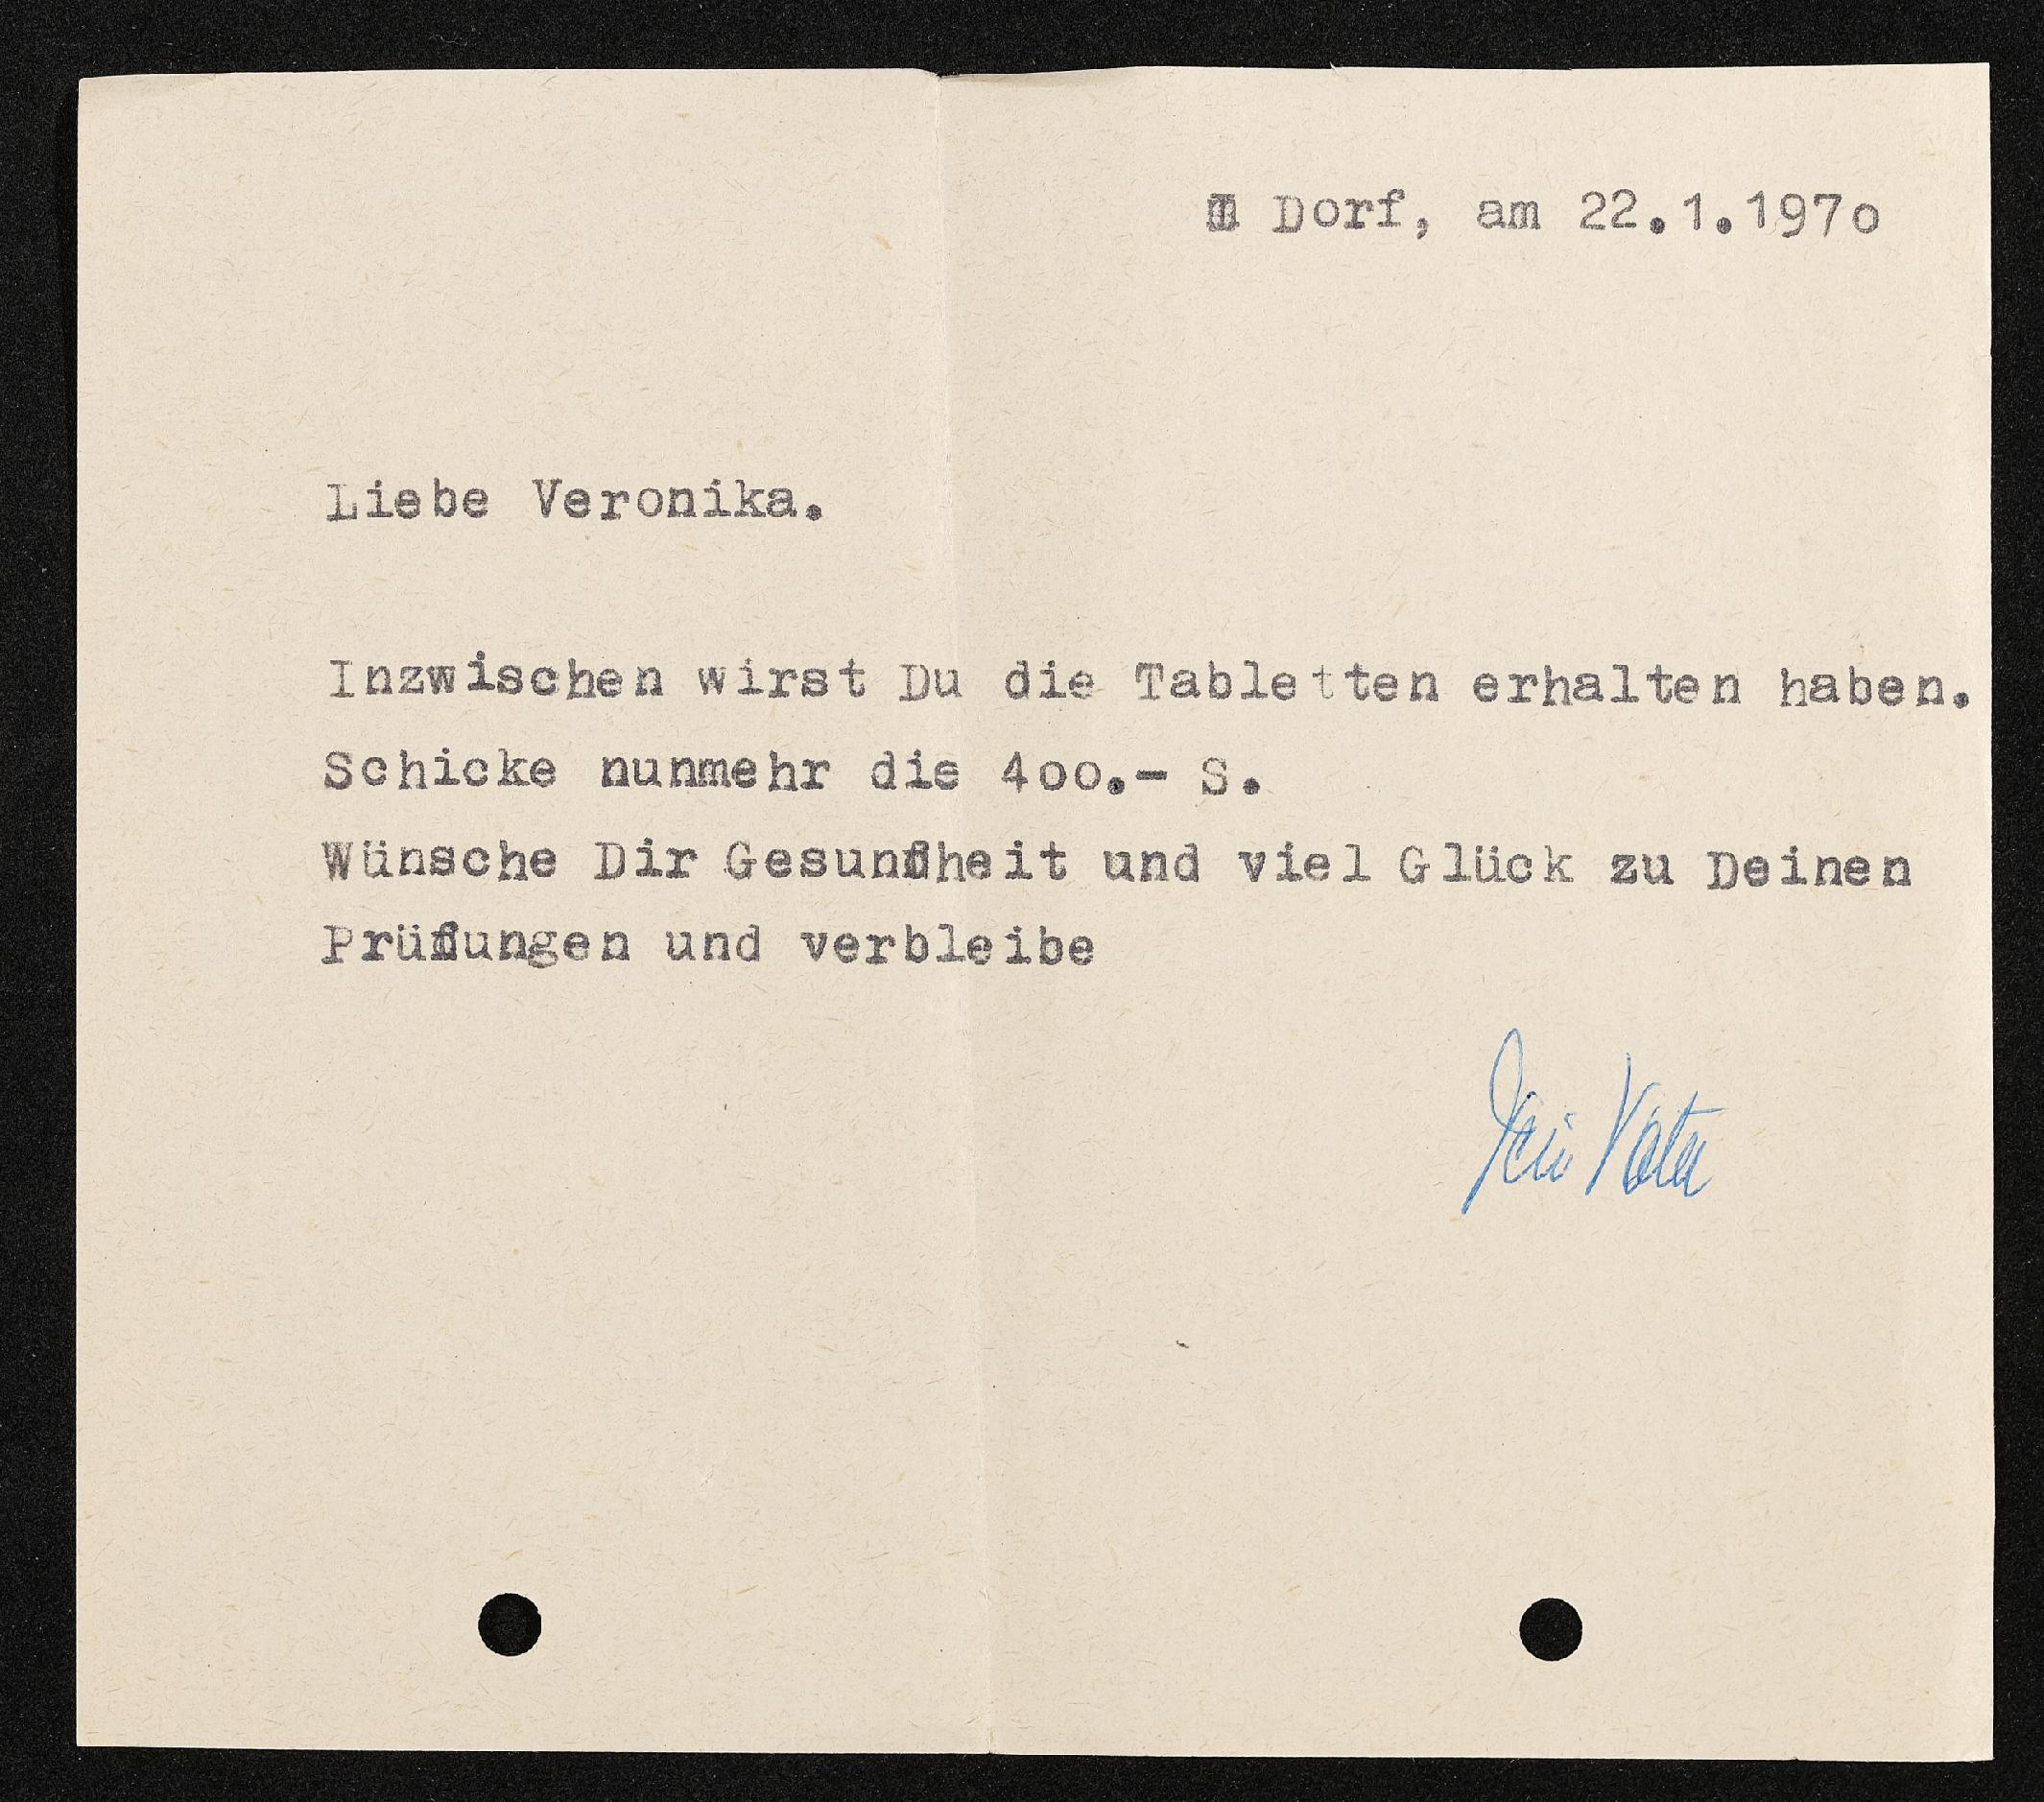 Dorf, am 22.1.197o
Liebe Veronika.
Inzwischen wirst Du die Tabletten erhalten haben.
Schicke nunmehr die 4oo.- S.
Wünsche Dir Gesundheit und viel Glück zu Deinen
Prüfungen und verbleibe
Dein Vater